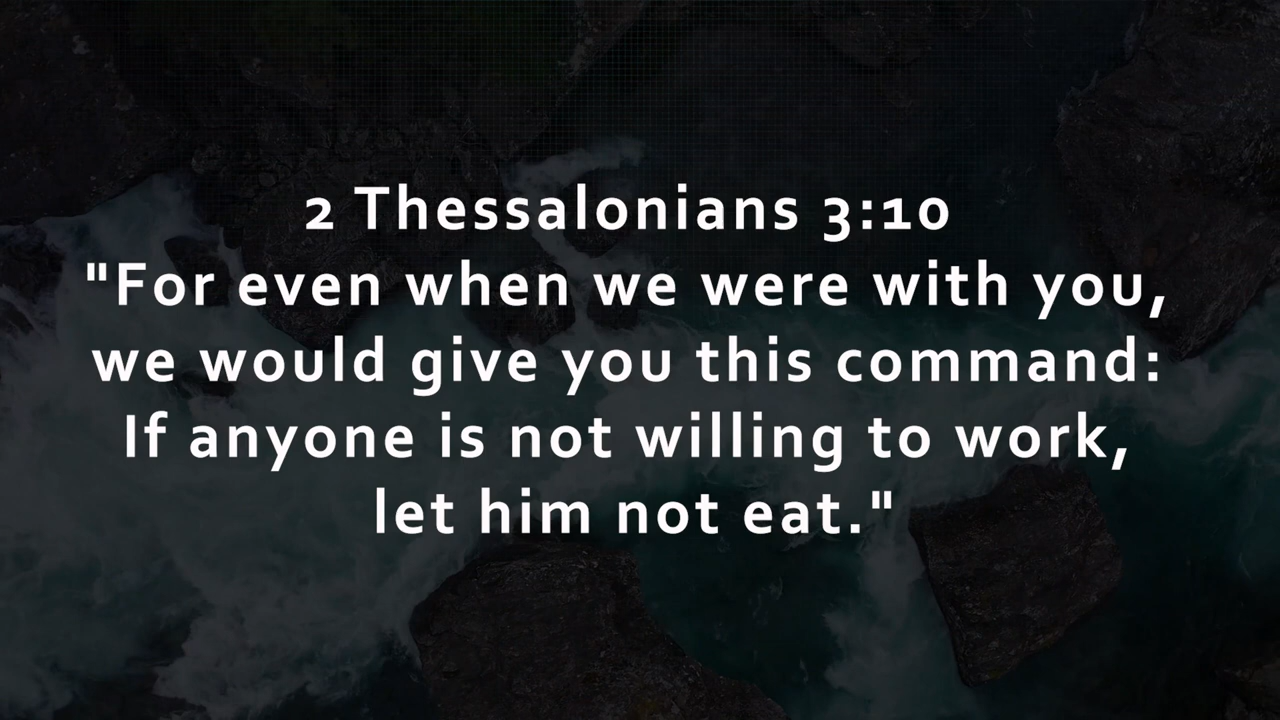 2 Thessalonians 3:10
"For even when we were with you,
we would give you this command:
If anyone is not willing to work,
let him not eat."